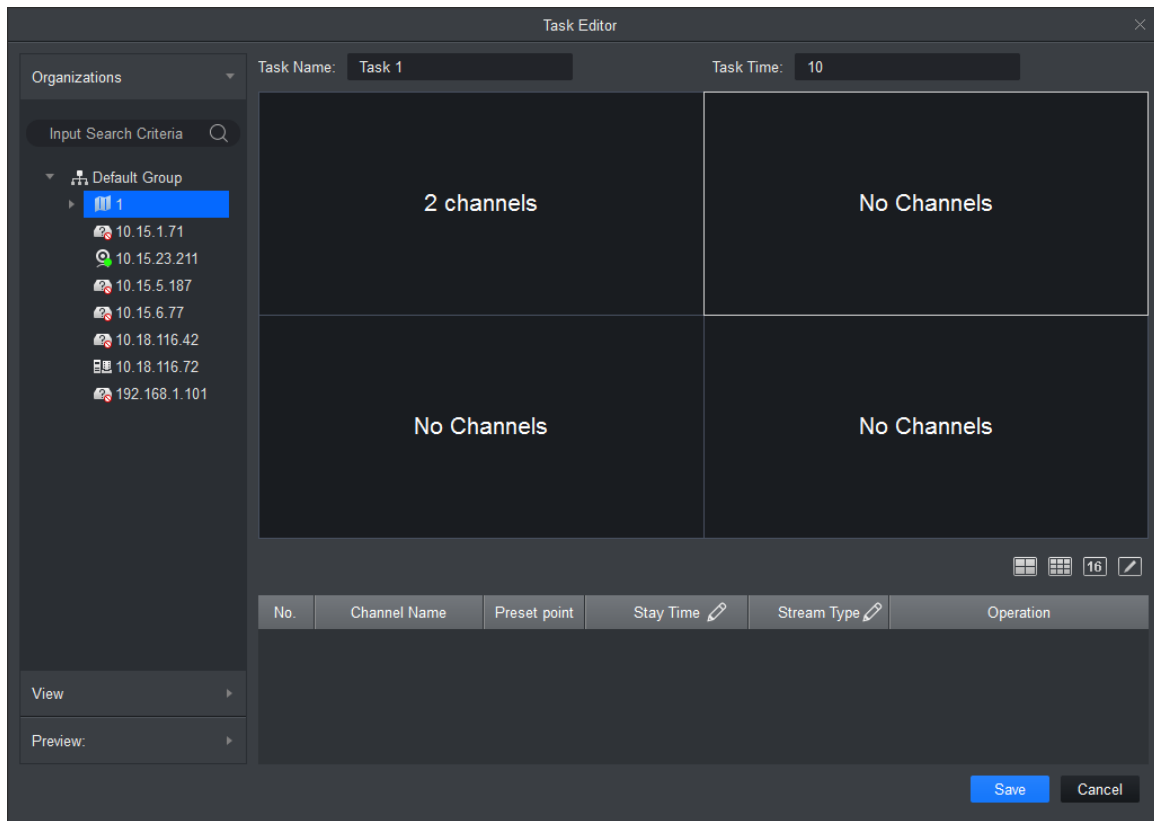 Task Editor
Organizations
Task Name: Task 1
Task Time: 10
Input Search Criteria
Default Group
1
10.15.1.71
10.15.23.211
10.15.5.187
10.15.6.77
10.18.116.42
10.18.116.72
192.168.1.101
2 channels
No Channels
No Channels
No Channels
16
No. Channel Name Preset point Stay Time Stream Type Operation
View
Preview:
Save Cancel